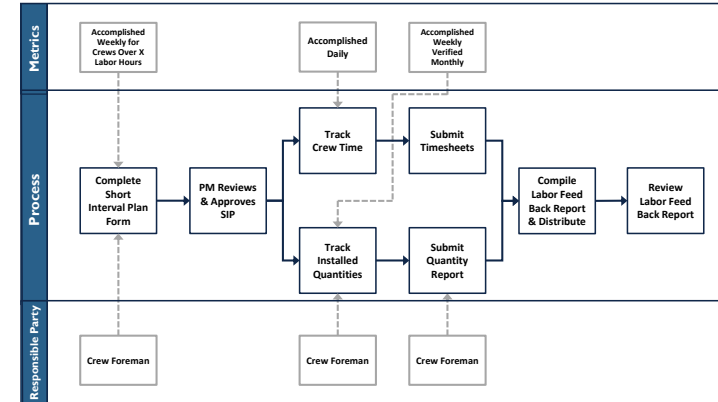 Metrics
Accomplished
Weekly for
Crews Over X
Labor Hours
Accomplished
Daily
Accomplished
Weekly
Verified
Monthly
Process
Track
Crew Time
Submit
Timesheets
Complete
Short
Interval Plan
Form
PM Reviews
& Approves
SIP
Compile
Labor Feed
Back Report
& Distribute
Review
Labor Feed
Back Report
Track
Installed
Quantities
Submit
Quantity
Report
Responsible Party
Crew Foreman
Crew Foreman
Crew Foreman